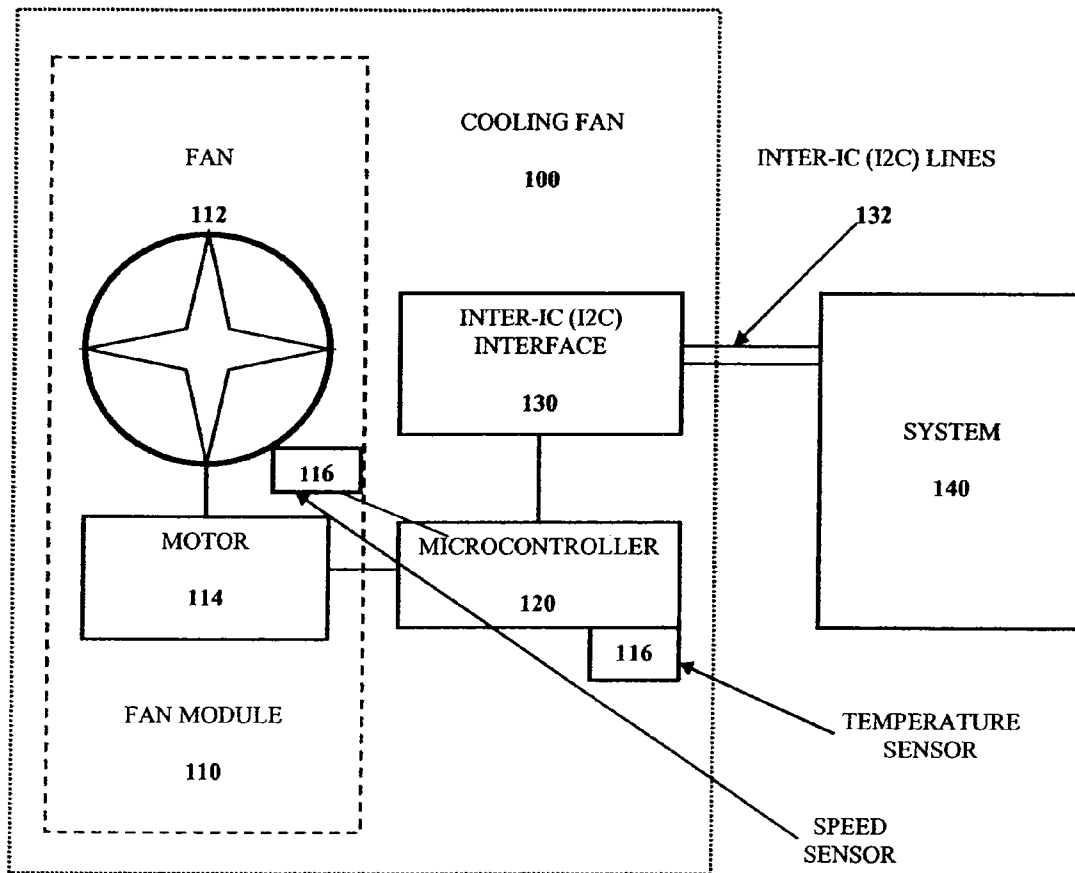 FAN
112
COOLING FAN
100
INTER-IC (I2C) LINES
132
INTER-IC (I2C)
INTERFACE
130
SYSTEM
140
116
MOTOR
114
MICROCONTROLLER
120
116
FAN MODULE
110
TEMPERATURE
SENSOR
SPEED
SENSOR